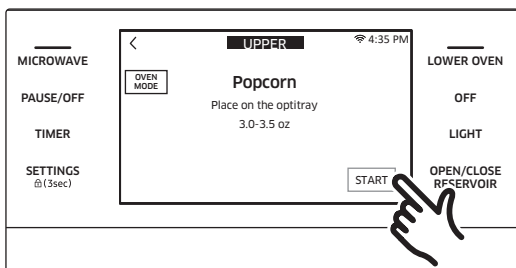 MICROWAVE
PAUSE/OFF
TIMER
SETTINGS
(3sec)
UPPER
4:35 PM
OVEN
MODE
Popcorn
Place on the optitray
3.0-3.5 oz
START
LOWER OVEN
OFF
LIGHT
OPEN/CLOSE
RESERVOIR